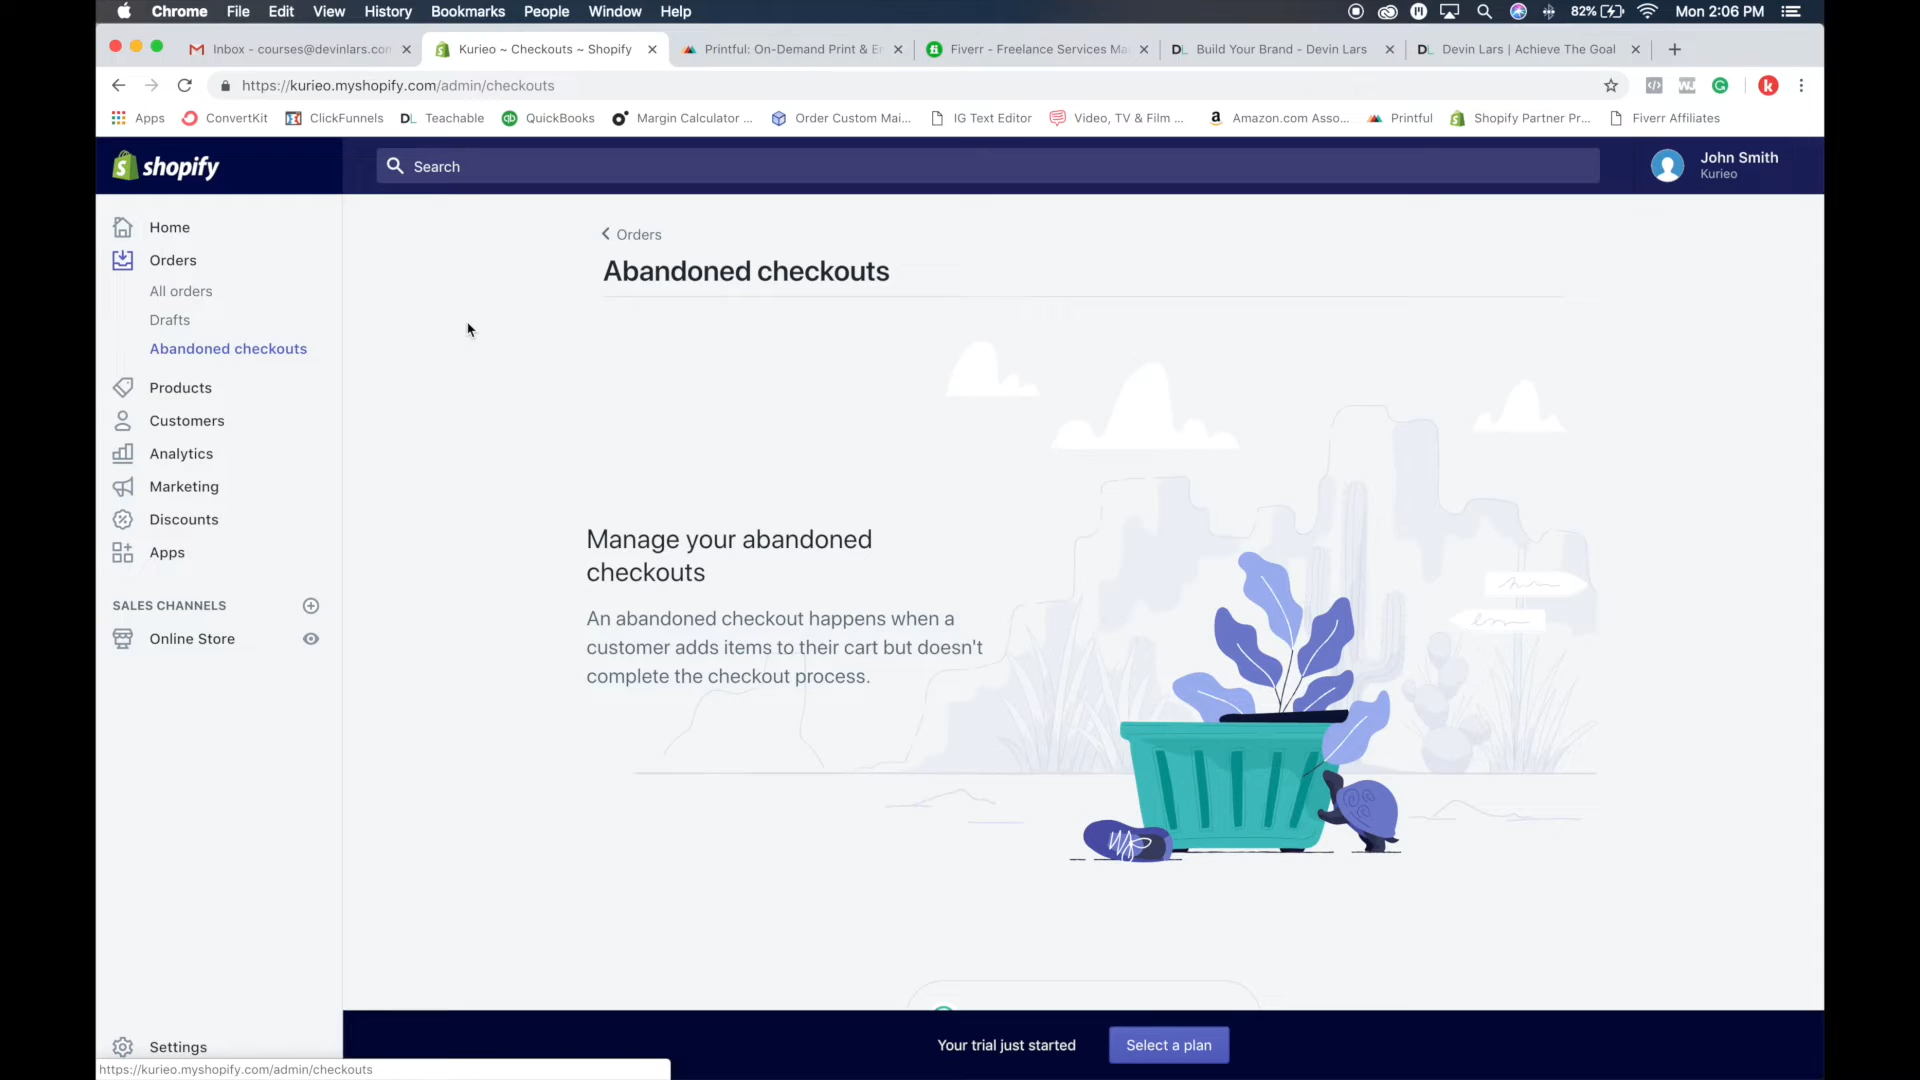 Chrome File Edit View History Bookmarks People Window Help 82% Mon 2:06 PM
Inbox - courses@devinlars.con Kurieo ~ Checkouts ~ Shopify Printful: On-Demand Print & Fiverr - Freelance Services Ma Build Your Brand - Devin Lars Devin Lars | Achieve The Goal
https://kurieo.myshopify.com/admin/checkouts
Apps ConvertKit ClickFunnels DL Teachable QuickBooks Margin Calculator ... Order Custom Mai... IG Text Editor Video, TV & Film ... Amazon.com Asso... Printful Shopify Partner Pr... Fiverr Affiliates
shopify
Search
John Smith
Kurieo
Home
Orders
All orders
Drafts
Abandoned checkouts
Products
Customers
Analytics
Marketing
Discounts
Apps
SALES CHANNELS
Online Store
Settings
Orders
Abandoned checkouts
Manage your abandoned
checkouts
An abandoned checkout happens when a
customer adds items to their cart but doesn't
complete the checkout process.
Your trial just started Select a plan
https://kurieo.myshopify.com/admin/checkouts